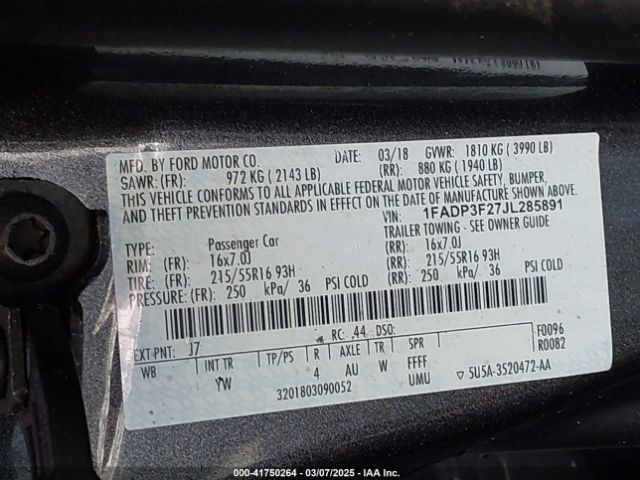 MFD. BY FORD MOTOR CO.
DATE: 03/18 GVWR: 1810 KG ( 3990 LB)
SAWR: (FR): 972 KG ( 2143 LB) (RR): 880 KG ( 1940 LB)
THIS VEHICLE CONFORMS TO ALL APPLICABLE FEDERAL MOTOR VEHICLE SAFETY, BUMPER,
AND THEFT PREVENTION STANDARDS IN EFFECT ON THE DATE OF MANUFACTURE SHOWN ABOVE.
VIN: 1FADP3F27JL285891
TYPE: Passenger Car TRAILER TOWING - SEE OWNER GUIDE
RIM: (FR): 16x7.0J (RR): 16x7.0J
TIRE: (FR): 215/55R16 93H (RR): 215/55R16 93H
PRESSURE: (FR): 250 kPa/ 36 PSI COLD (RR): 250 kPa/ 36 PSI COLD
EXT PNT: J7 RC: 44 DSO: F0096
WB INT TR TP/PS R AXLE TR SPR R0082
YW 4 AU W FFFF
3201803090052 UMU ▽ 5U5A-3520472-AA
© COPART - 41750264 - 03/07/2025 - IAA Inc.